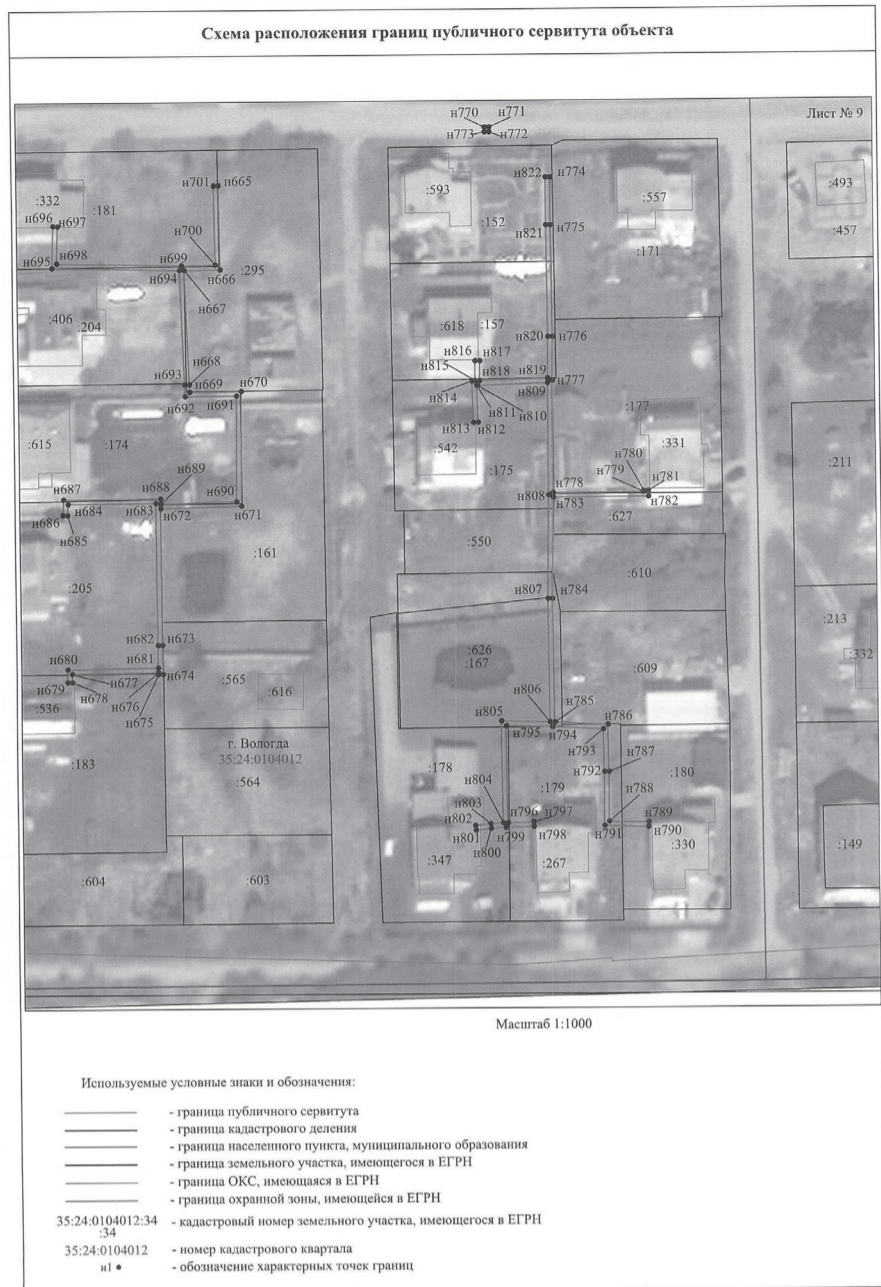 Схема расположения границ публичного сервитута объекта
Лист № 9
н770 н771
н773 н772
н701 н665
н822 н774
:593
:557
:493
:332
:181
н696 н697
:152
н821 н775
:457
н700
:171
н695 н698
н699
н694 н666 :295
н667
:406
:204
:618 :157
н820 н776
н816 н817
н815 н818 н819 н777
н814 н809
н811 н810
н668
н693 н669 н670
н692 н691
:177
н813 н812
:615 :174
:542
:175
:331
н780
н779 н781
:211
н689
н687 н688
н684 н683 н672
н690
н671
н686
н685
н778
н808 н783
н782
:627
:161
:550
:610
:205
н807 н784
:213
:332
н682 н673
:626
:167
:609
н680 н681
н679 н677 н674
н678 н676
н675
:565
:616
:536
н806 н785
н805 н795 н794 н786
н793
г. Вологда
35:24:0104012
:564
:183
:178
н792 н787
:180
н804 :179 н788
н803
н802 н796 н797 н789
н801 н799 н798 н791 н790
н800
:347 :267 :330
:149
:604 :603
Масштаб 1:1000
Используемые условные знаки и обозначения:
- граница публичного сервитута
- граница кадастрового деления
- граница населенного пункта, муниципального образования
- граница земельного участка, имеющегося в ЕГРН
- граница ОКС, имеющаяся в ЕГРН
- граница охранной зоны, имеющейся в ЕГРН
35:24:0104012:34 - кадастровый номер земельного участка, имеющегося в ЕГРН
:34
35:24:0104012 - номер кадастрового квартала
н1 ● - обозначение характерных точек границ